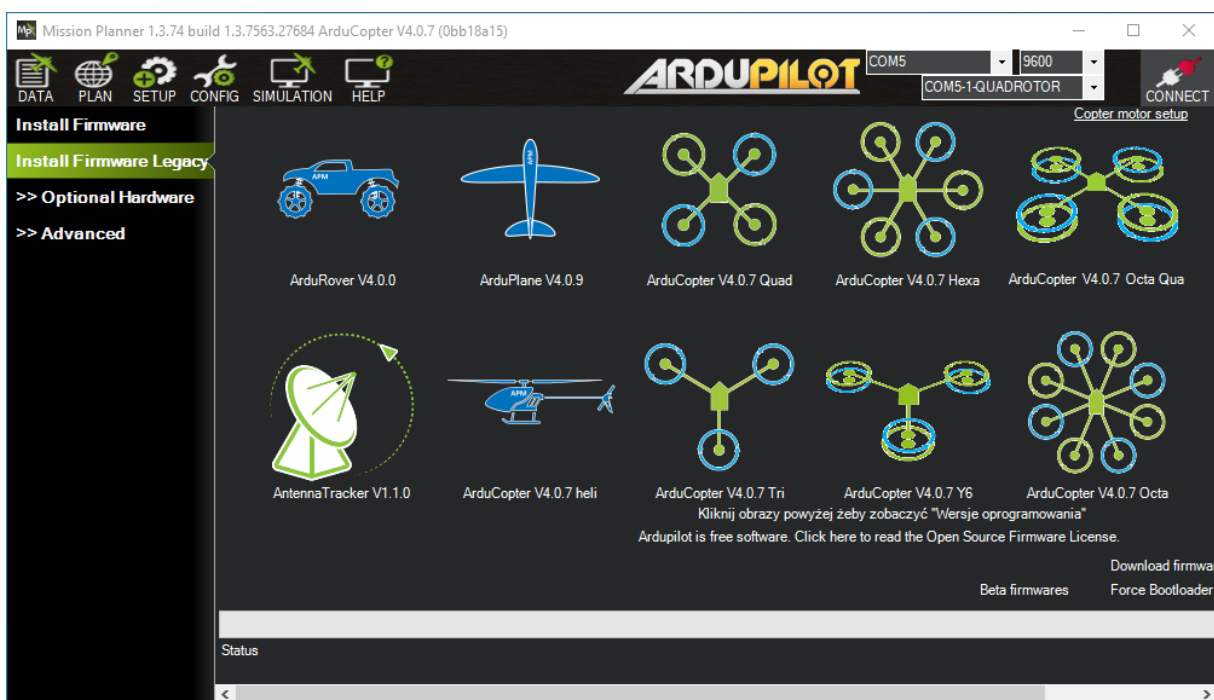 Mission Planner 1.3.74 build 1.3.7563.27684 ArduCopter V4.0.7 (0bb18a15)
DATA PLAN SETUP CONFIG SIMULATION HELP
ARDUPILOT
COM5 9600
COM5-1-QUADROTOR
CONNECT
Install Firmware
Install Firmware Legacy
>> Optional Hardware
>> Advanced
Copter motor setup
APM
APM
ArduRover V4.0.0 ArduPlane V4.0.9 ArduCopter V4.0.7 Quad ArduCopter V4.0.7 Hexa ArduCopter V4.0.7 Octa Qua
APM
AntennaTracker V1.1.0 ArduCopter V4.0.7 heli ArduCopter V4.0.7 Tri ArduCopter V4.0.7 Y6 ArduCopter V4.0.7 Octa
Kliknij obrazy powyżej żeby zobaczyć "Wersje oprogramowania"
Ardupilot is free software. Click here to read the Open Source Firmware License.
Download firmwa
Beta firmwares Force Bootloader
Status